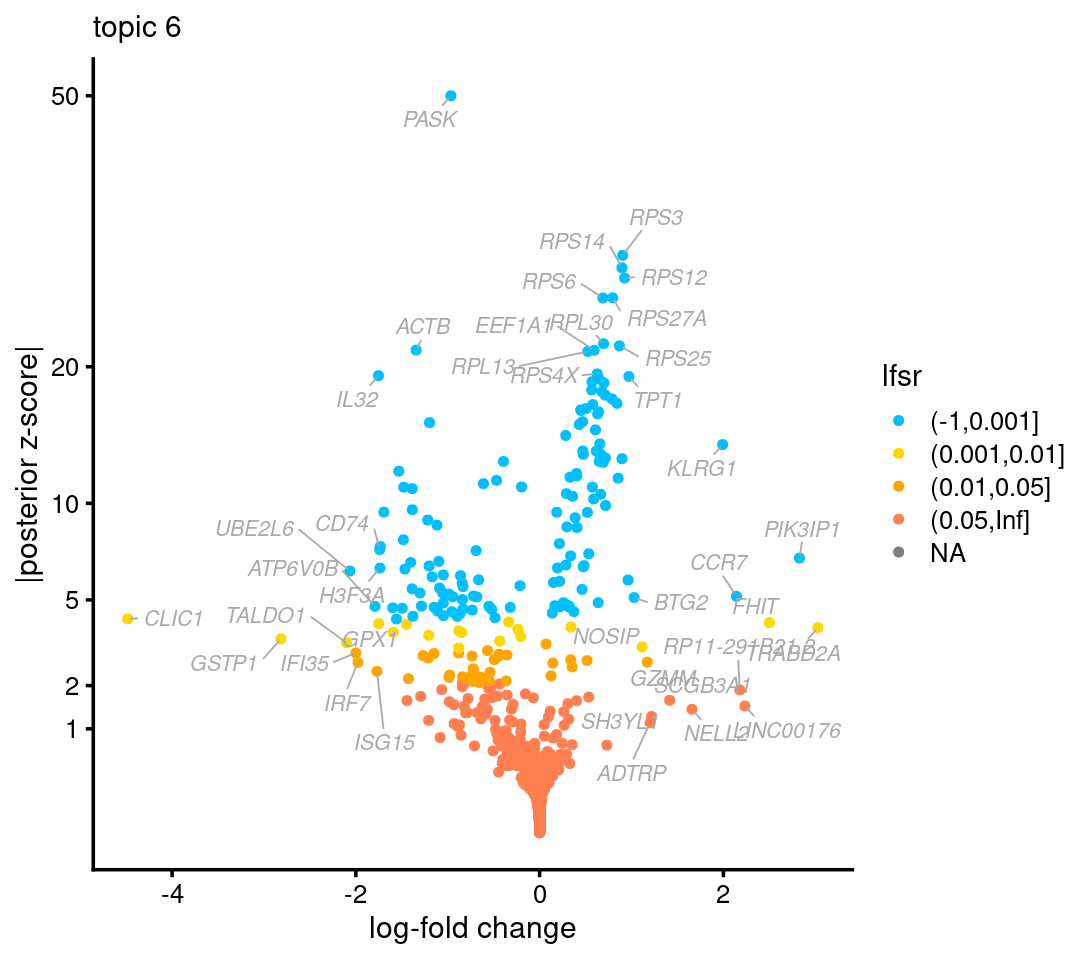 topic 6
50
PASK
RPS3
RPS14
RPS6
RPS12
RPS27A
ACTB
EEF1A1
RPL30
RPL13
RPS25
20
RPS4X
IL32
TPT1
KLRG1
10
UBE2L6
CD74
PIK3IP1
ATP6V0B
CCR7
H3F3A
5
BTG2
FHIT
CLIC1
TALDO1
GPX1
NOSIP
RP11-291B21.2
TRABD2A
GSTP1
IFI35
GZMM
SCGB3A1
2
IRF7
1
ISG15
SH3YL1
NELL2
LINC00176
ADTRP
-4
-2
0
2
log-fold change
|posterior z-score|
lfsr
(-1,0.001]
(0.001,0.01]
(0.01,0.05]
(0.05,Inf]
NA